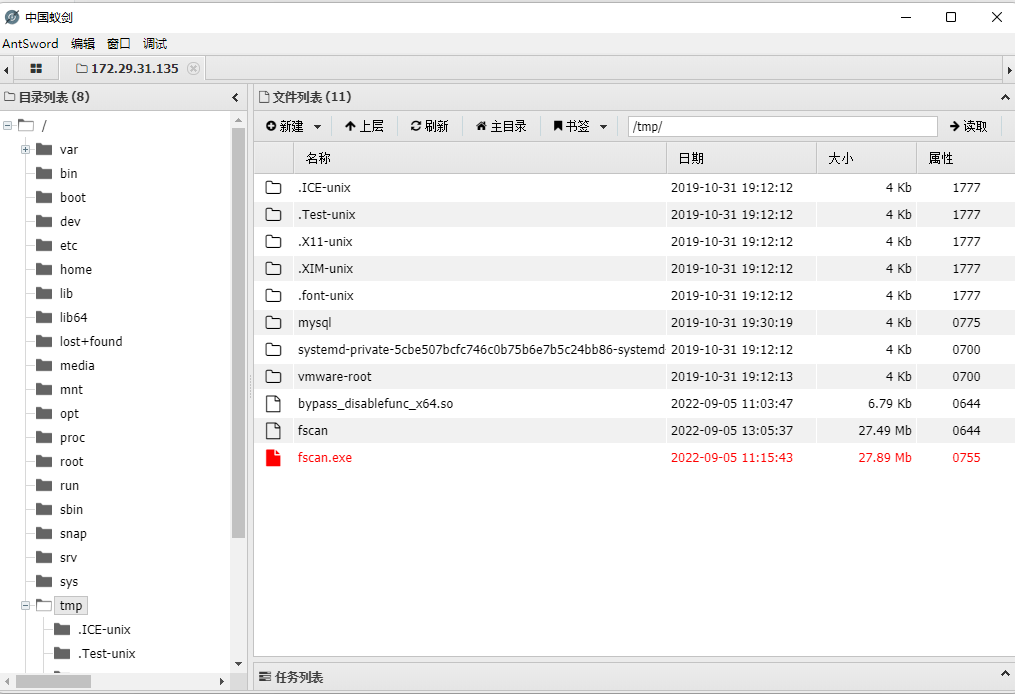 中国蚁剑
AntSword 编辑 窗口 调试
172.29.31.135
目录列表 (8)
/
var
bin
boot
dev
etc
home
lib
lib64
lost+found
media
mnt
opt
proc
root
run
sbin
snap
srv
sys
tmp
.ICE-unix
.Test-unix
文件列表 (11)
新建 上层 刷新 主目录 书签 /tmp/ 读取
名称 日期 大小 属性
.ICE-unix 2019-10-31 19:12:12 4 Kb 1777
.Test-unix 2019-10-31 19:12:12 4 Kb 1777
.X11-unix 2019-10-31 19:12:12 4 Kb 1777
.XIM-unix 2019-10-31 19:12:12 4 Kb 1777
.font-unix 2019-10-31 19:12:12 4 Kb 1777
mysql 2019-10-31 19:30:19 4 Kb 0775
systemd-private-5cbe507bcfc746c0b75b6e7b5c24bb86-systemd 2019-10-31 19:12:12 4 Kb 0700
vmware-root 2019-10-31 19:12:13 4 Kb 0700
bypass_disablefunc_x64.so 2022-09-05 11:03:47 6.79 Kb 0644
fscan 2022-09-05 13:05:37 27.49 Mb 0644
fscan.exe 2022-09-05 11:15:43 27.89 Mb 0755
任务列表